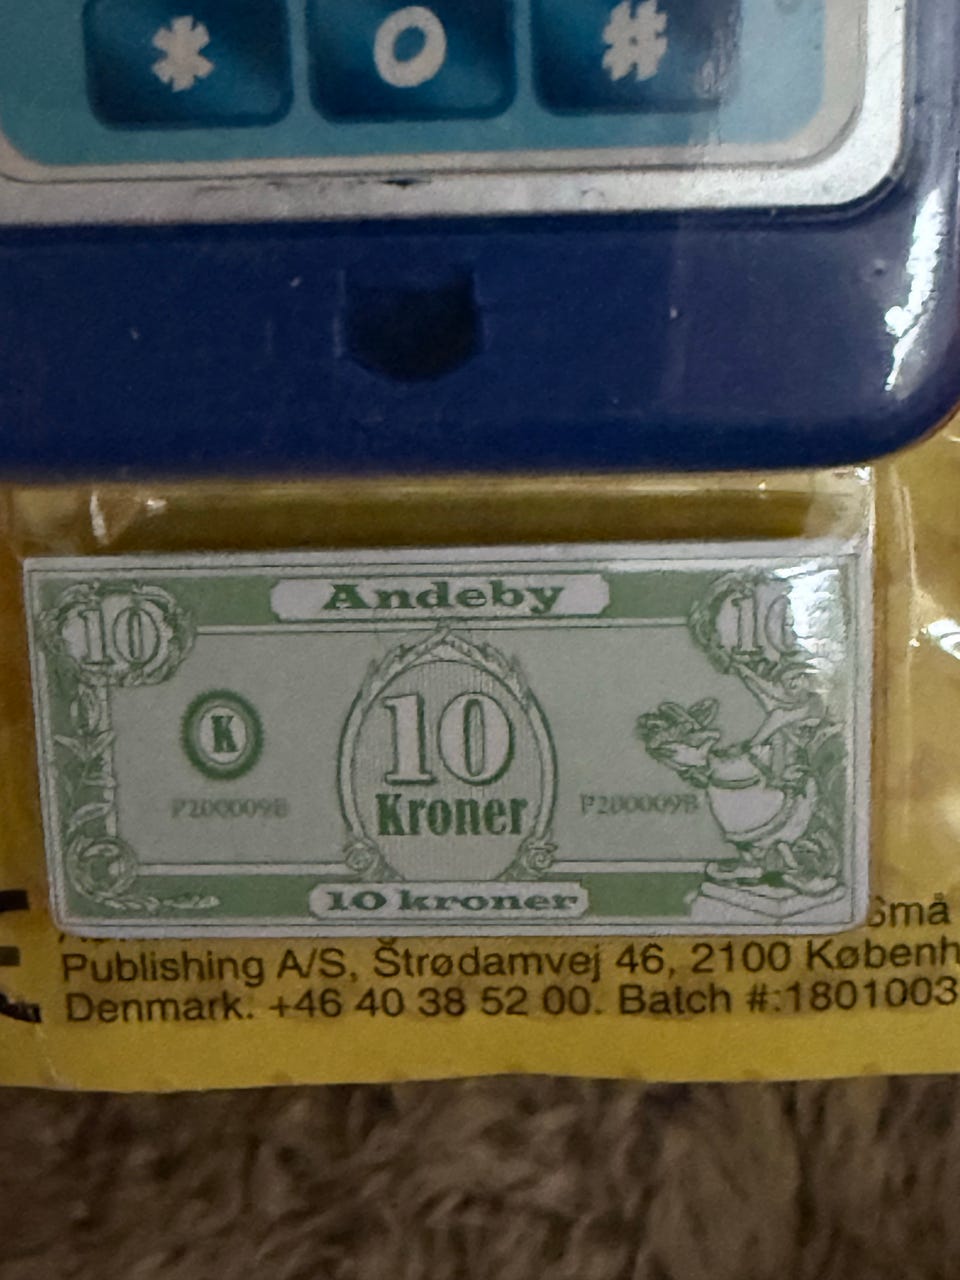 * 0 #
Andeby
10 10
K
10
Kroner
P200009B P200009B
10 kroner
Små
Publishing A/S, Strødamvej 46, 2100 Københ
Denmark. +46 40 38 52 00. Batch #:1801003